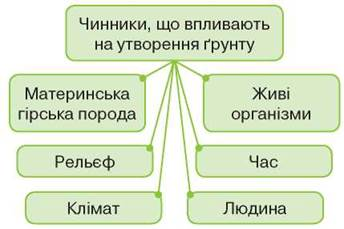 Чинники, що впливають
на утворення ґрунту
Материнська
гірська порода
Живі
організми
Рельєф
Час
Клімат
Людина